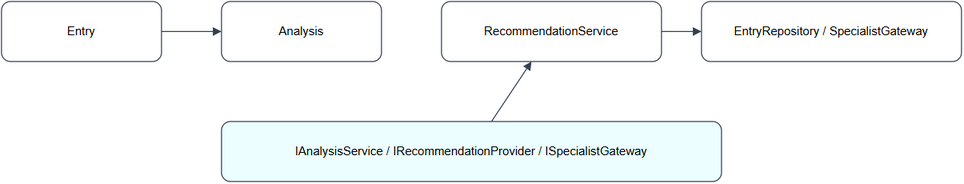 Entry
Analysis
RecommendationService
EntryRepository / SpecialistGateway
IAnalysisService / IRecommendationProvider / ISpecialistGateway